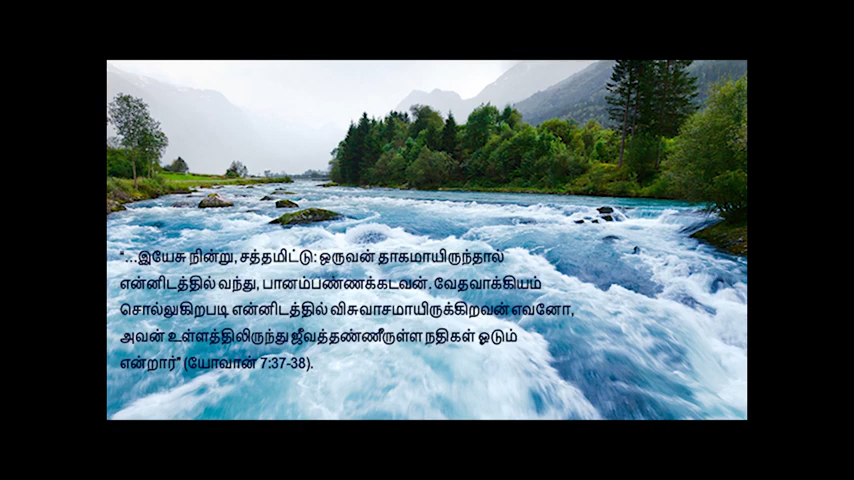 “…இயேசு நின்று, சத்தமிட்டு: ஒருவன் தாகமாயிருந்தால்
என்னிடத்தில் வந்து, பானம்பண்ணக்கடவன். வேதவாக்கியம்
சொல்லுகிறபடி என்னிடத்தில் விசுவாசமாயிருக்கிறவன் எவனோ,
அவன் உள்ளத்திலிருந்து ஜீவத்தண்ணீருள்ள நதிகள் ஓடும்
என்றார்" (யோவான் 7:37-38).